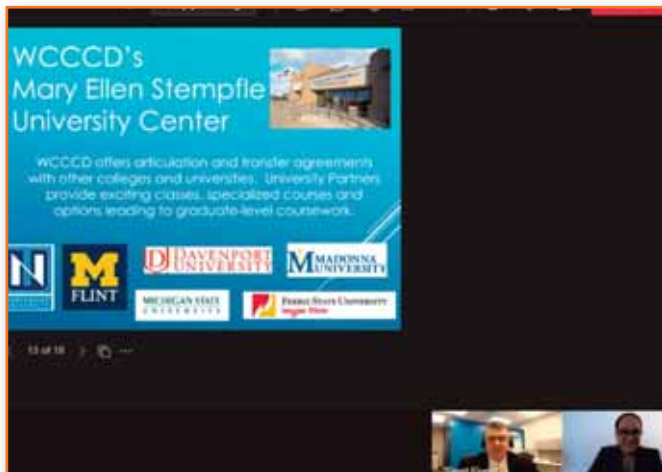 WCCCD's
Mary Ellen Stempfle
University Center
WCCCD offers articulation and transfer agreements
with other colleges and universities. University Partners
provide exciting classes, specialized courses and
options leading to graduate-level coursework.
N
M
FLINT
D DAVENPORT
UNIVERSITY
M MADONNA
UNIVERSITY
MICHIGAN STATE
UNIVERSITY
FERRIS STATE UNIVERSITY
13 of 18